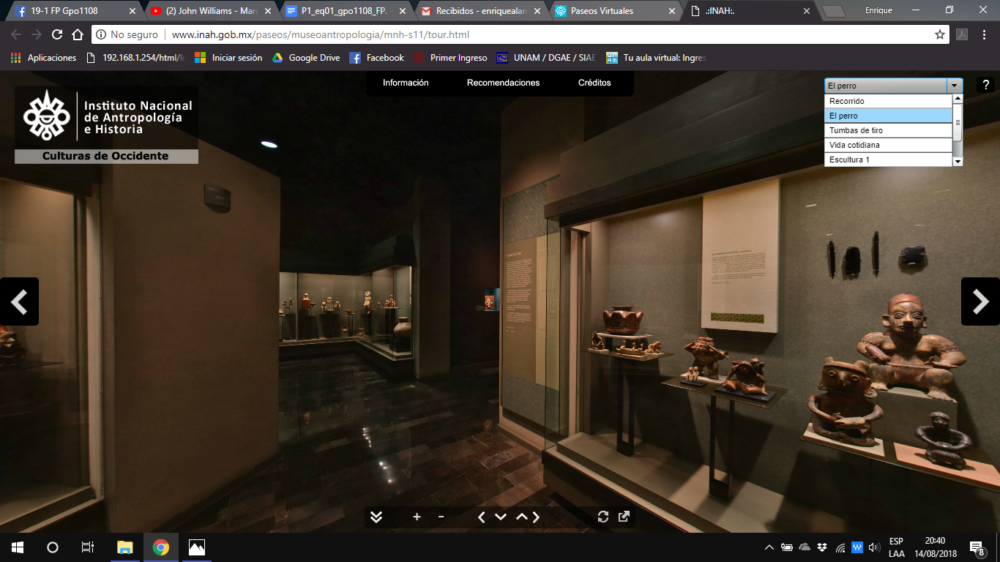 19-1 FP Gpo1108
(2) John Williams - Mar
P1_eq01_gpo1108_FP. -
Recibidos - enriquealan
Paseos Virtuales
.:INAH:.
Enrique
No seguro
www.inah.gob.mx/paseos/museoantropologia/mnh-s11/tour.html
Aplicaciones
192.168.1.254/html/l
Iniciar sesión
Google Drive
Facebook
Primer Ingreso
UNAM / DGAE / SIAE
Tu aula virtual: Ingres
Información
Recomendaciones
Créditos
El perro
?
Recorrido
El perro
Tumbas de tiro
Vida cotidiana
Escultura 1
Instituto Nacional
de Antropología
e Historia
Culturas de Occidente
ESP
LAA
20:40
14/08/2018
8